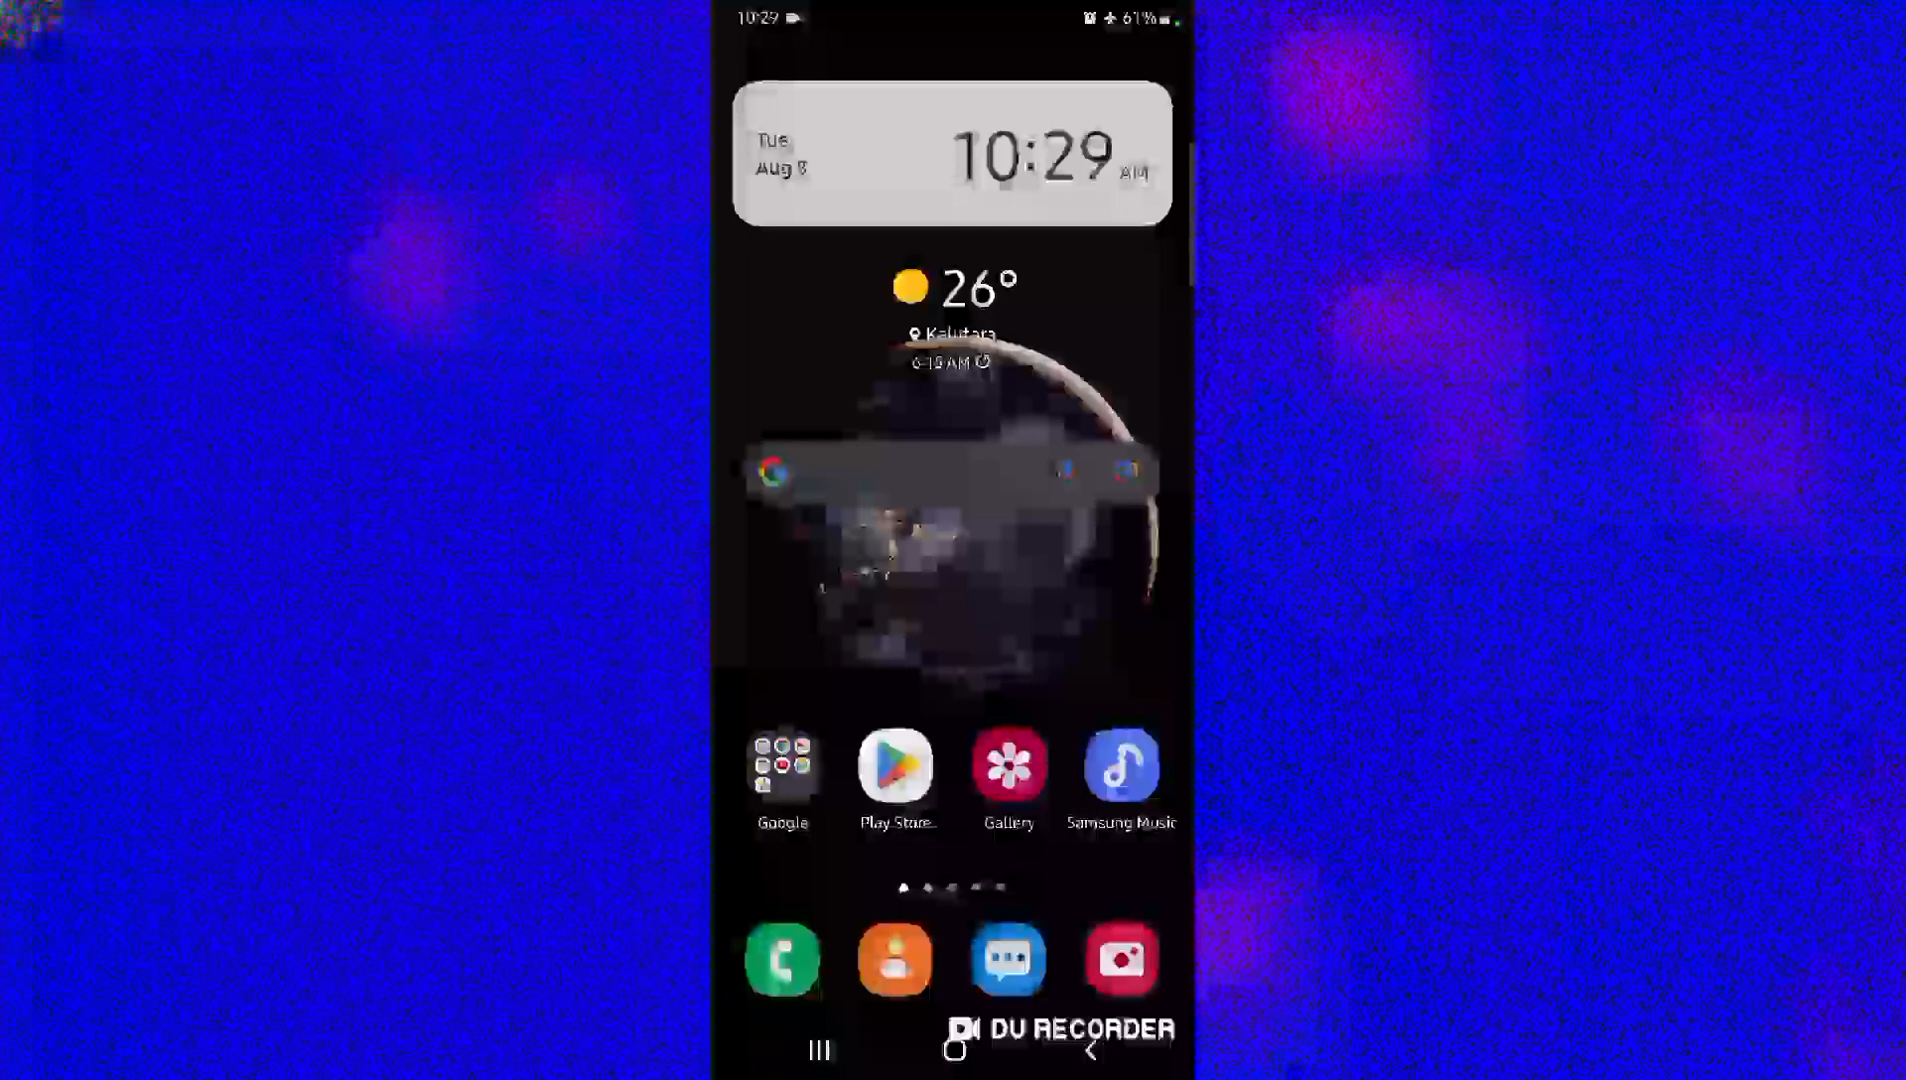 10:29
61%
Tue
Aug 8
10:29 AM
26°
Kalutara
6:15 AM
Google
Play Store
Gallery
Samsung Music
DU RECORDER